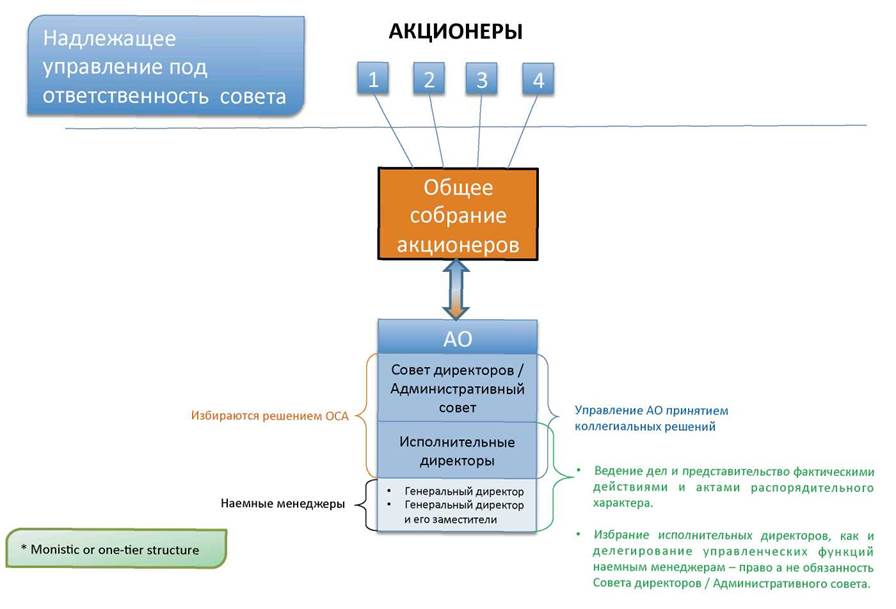 Надлежащее
управление под
ответственность совета
АКЦИОНЕРЫ
1 2 3 4
Общее
собрание
акционеров
АО
Совет директоров /
Административный
совет
Исполнительные
директоры
• Генеральный директор
• Генеральный директор
и его заместители
Избираются решением ОСА
Наемные менеджеры
Управление АО принятием
коллегиальных решений
• Ведение дел и представительство фактическими
действиями и актами распорядительного
характера.
• Избрание исполнительных директоров, как и
делегирование управленческих функций
наемным менеджерам – право а не обязанность
Совета директоров / Административного совета.
* Monistic or one-tier structure